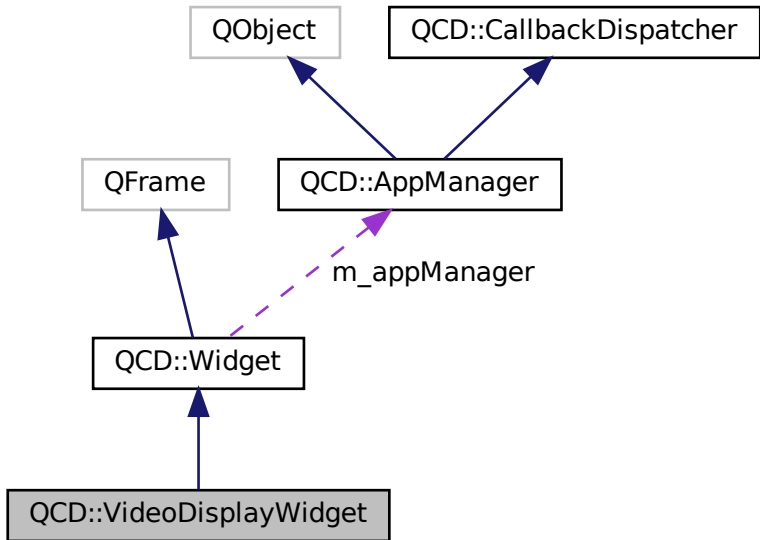 QObject
QCD::CallbackDispatcher
QFrame
QCD::AppManager
m_appManager
QCD::Widget
QCD::VideoDisplayWidget